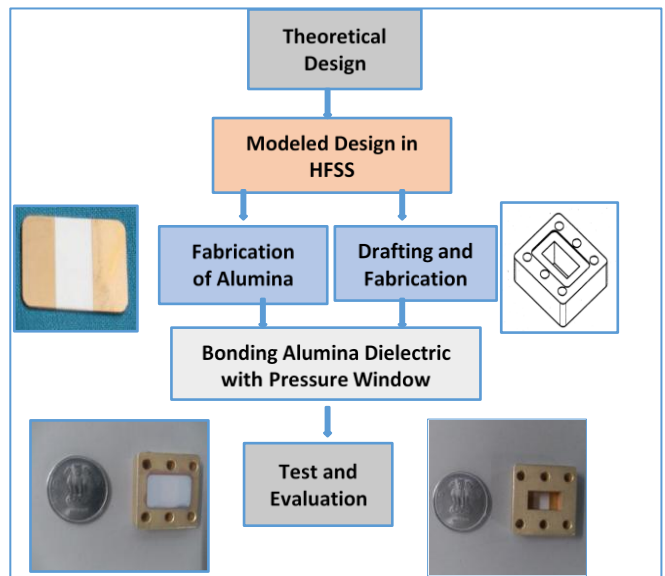 Theoretical
Design
Modeled Design in
HFSS
Fabrication
of Alumina
Drafting and
Fabrication
Bonding Alumina Dielectric
with Pressure Window
Test and
Evaluation